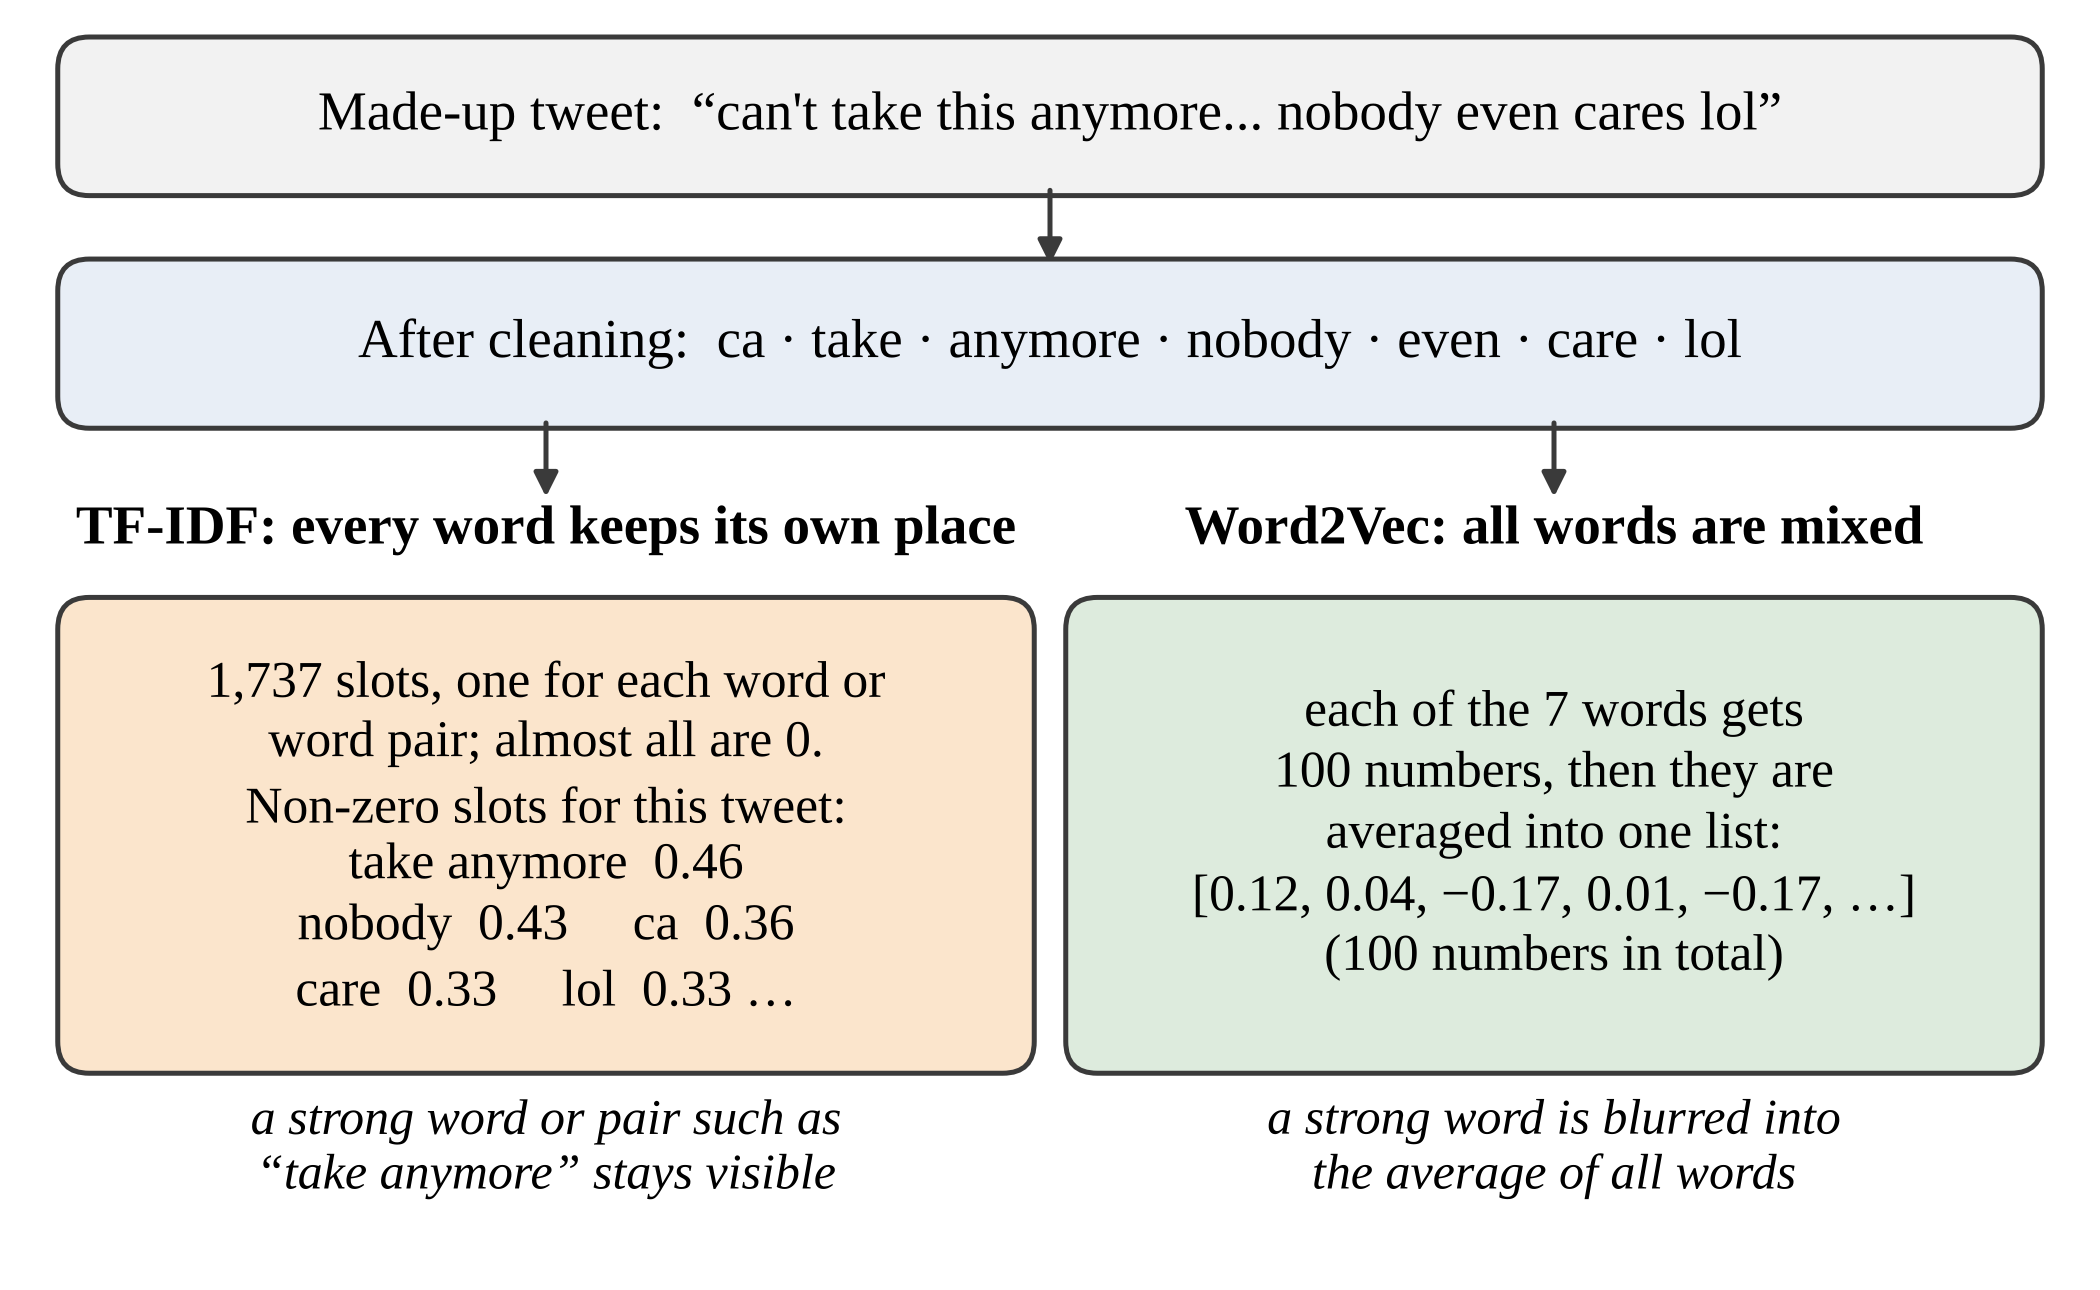 Made-up tweet:  “can't take this anymore... nobody even cares lol”
After cleaning:  ca · take · anymore · nobody · even · care · lol
TF-IDF: every word keeps its own place
1,737 slots, one for each word or
word pair; almost all are 0.
Non-zero slots for this tweet:
take anymore  0.46
nobody  0.43     ca  0.36
care  0.33     lol  0.33 …
a strong word or pair such as
“take anymore” stays visible
Word2Vec: all words are mixed
each of the 7 words gets
100 numbers, then they are
averaged into one list:
[0.12, 0.04, −0.17, 0.01, −0.17, …]
(100 numbers in total)
a strong word is blurred into
the average of all words